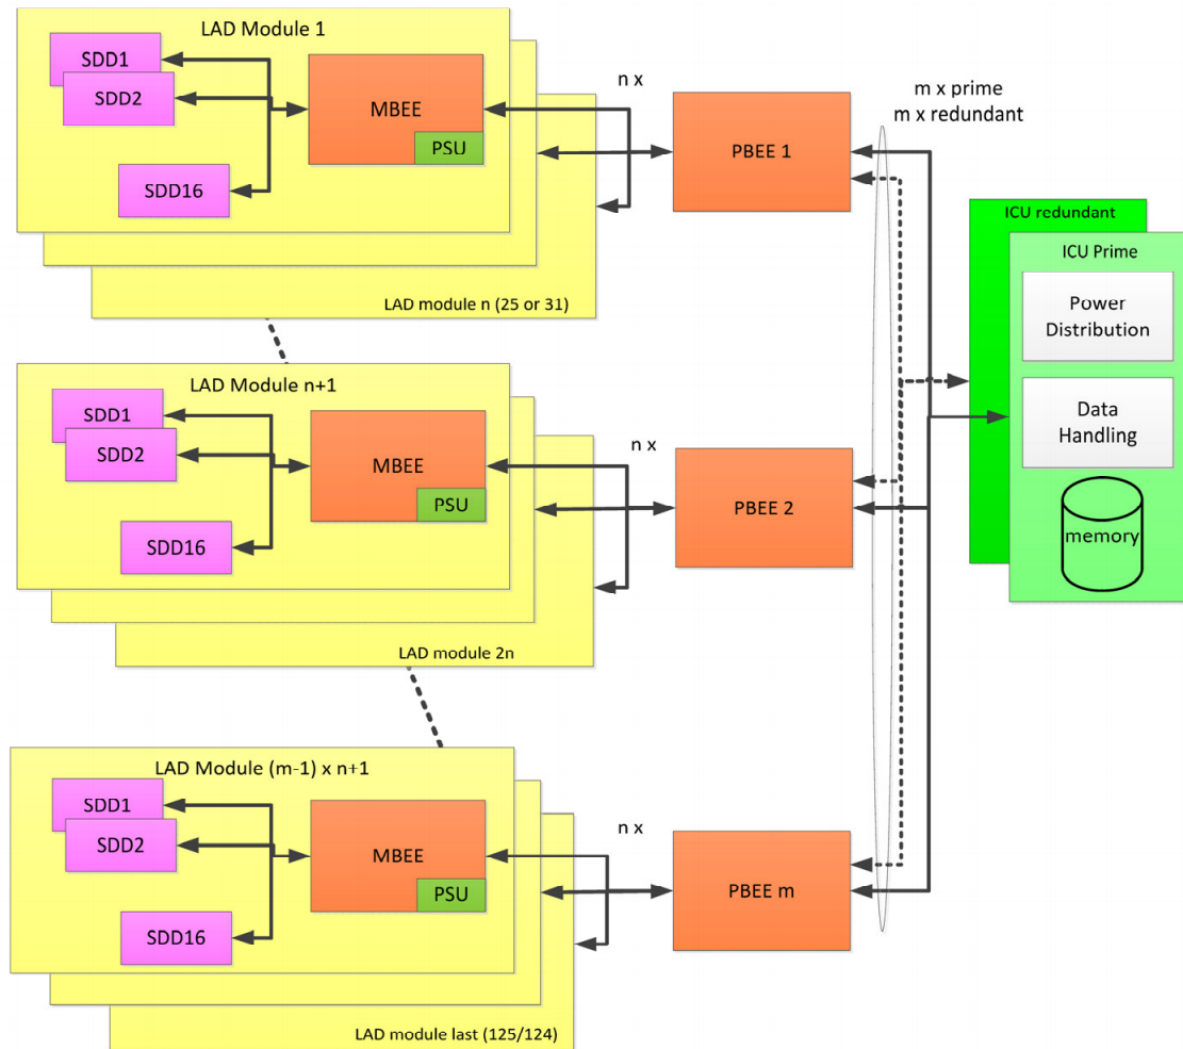 LAD Module 1
SDD1
SDD2
SDD16
MBEE
PSU
LAD module n (25 or 31)
n x
PBEE 1
m x prime
m x redundant
ICU redundant
ICU Prime
Power
Distribution
Data
Handling
memory
LAD Module n+1
SDD1
SDD2
SDD16
MBEE
PSU
LAD module 2n
n x
PBEE 2
LAD Module (m-1) x n+1
SDD1
SDD2
SDD16
MBEE
PSU
LAD module last (125/124)
n x
PBEE m